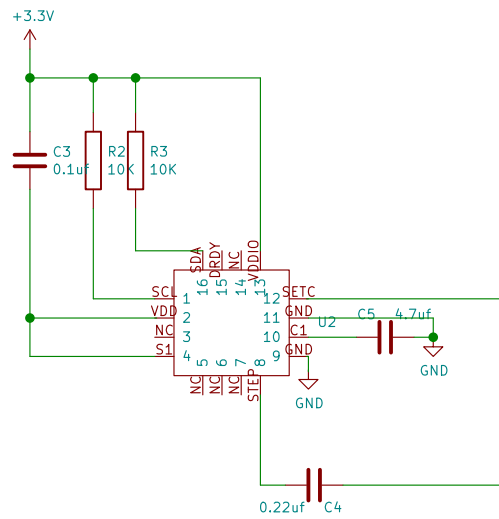 +3.3V
C3
0.1uf
R2
10K
R3
10K
SDA
DRDY
NC
VDDIO
16
15
14
13
SCL 1
VDD 2
NC 3
S1 4
12 SETC
11 GND
10 C1
9 GND
U2
C5 4.7uf
GND
GND
5 6 7 8
NC NC NC STEP
0.22uf C4